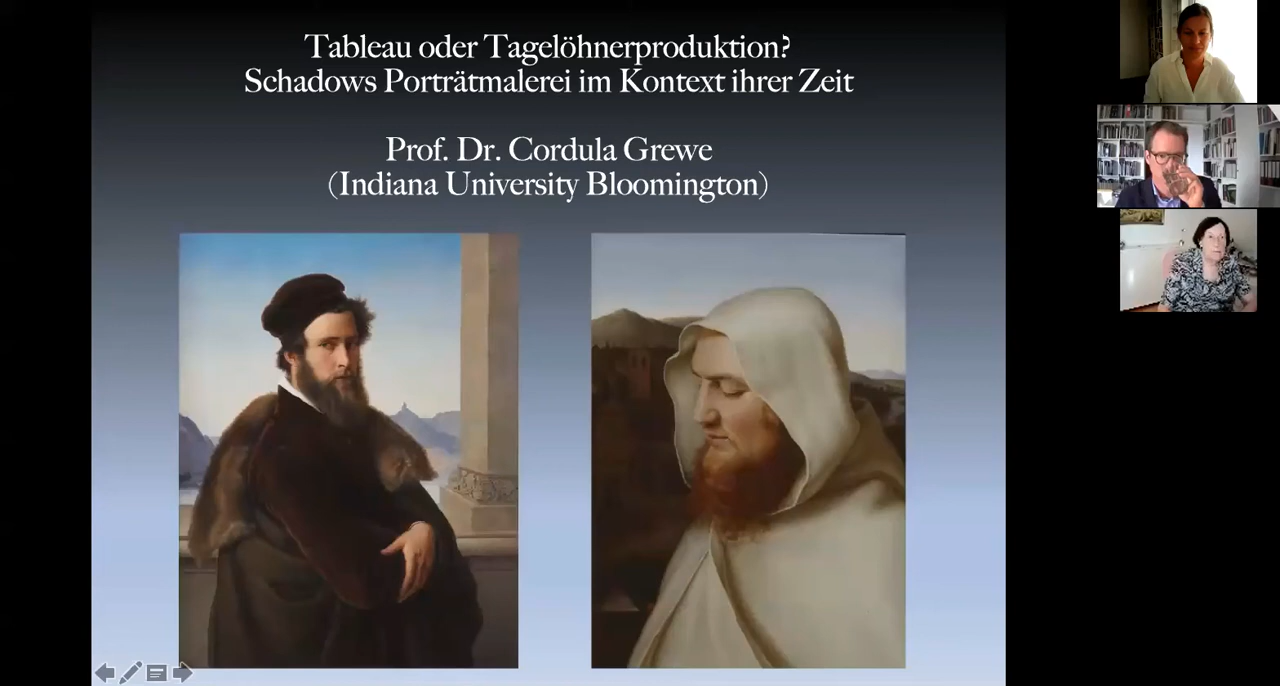 Tableau oder Tagelöhnerproduktion?
Schadows Porträtmalerei im Kontext ihrer Zeit
Prof. Dr. Cordula Grewe
(Indiana University Bloomington)